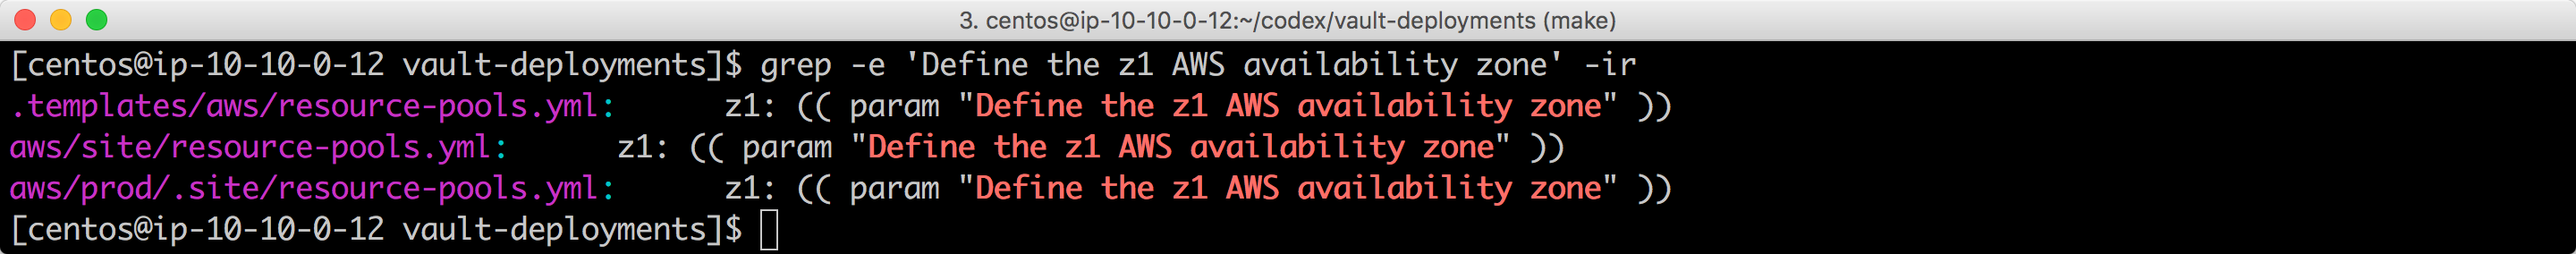 3. centos@ip-10-10-0-12:~/codex/vault-deployments (make)
[centos@ip-10-10-0-12 vault-deployments]$ grep -e 'Define the z1 AWS availability zone' -ir
.templates/aws/resource-pools.yml:      z1: (( param "Define the z1 AWS availability zone" ))
aws/site/resource-pools.yml:      z1: (( param "Define the z1 AWS availability zone" ))
aws/prod/.site/resource-pools.yml:      z1: (( param "Define the z1 AWS availability zone" ))
[centos@ip-10-10-0-12 vault-deployments]$